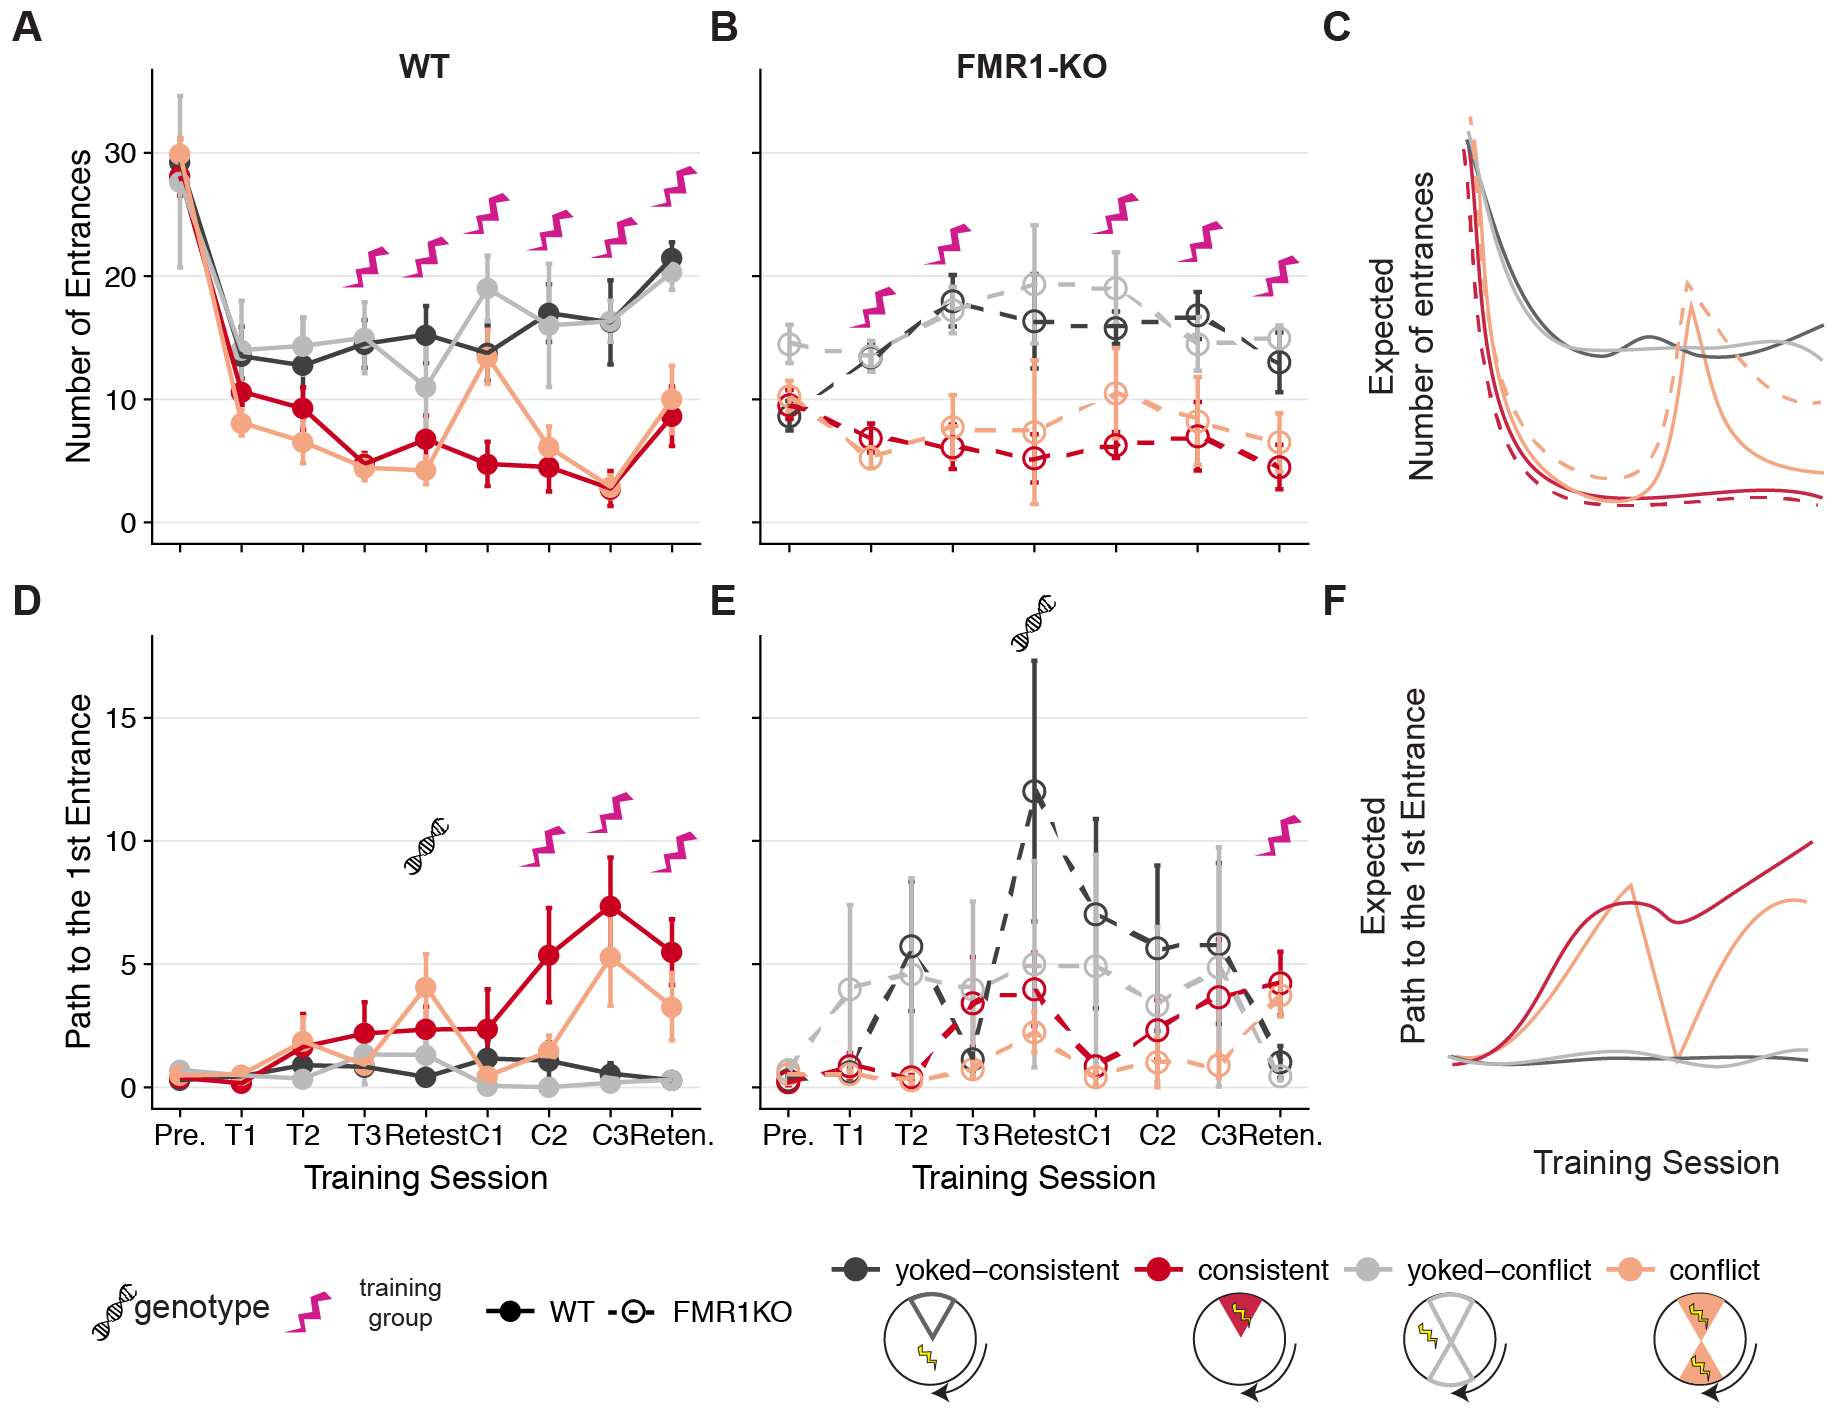 A
B
C
WT
FMR1-KO
Number of Entrances
30
20
10
0
Expected
Number of entrances
D
E
F
Path to the 1st Entrance
15
10
5
0
Expected
Path to the 1st Entrance
Pre. T1 T2 T3 Retest C1 C2 C3 Reten.
Pre. T1 T2 T3 Retest C1 C2 C3 Reten.
Training Session
Training Session
Training Session
yoked–consistent consistent yoked–conflict conflict
genotype
training
group
WT
FMR1KO